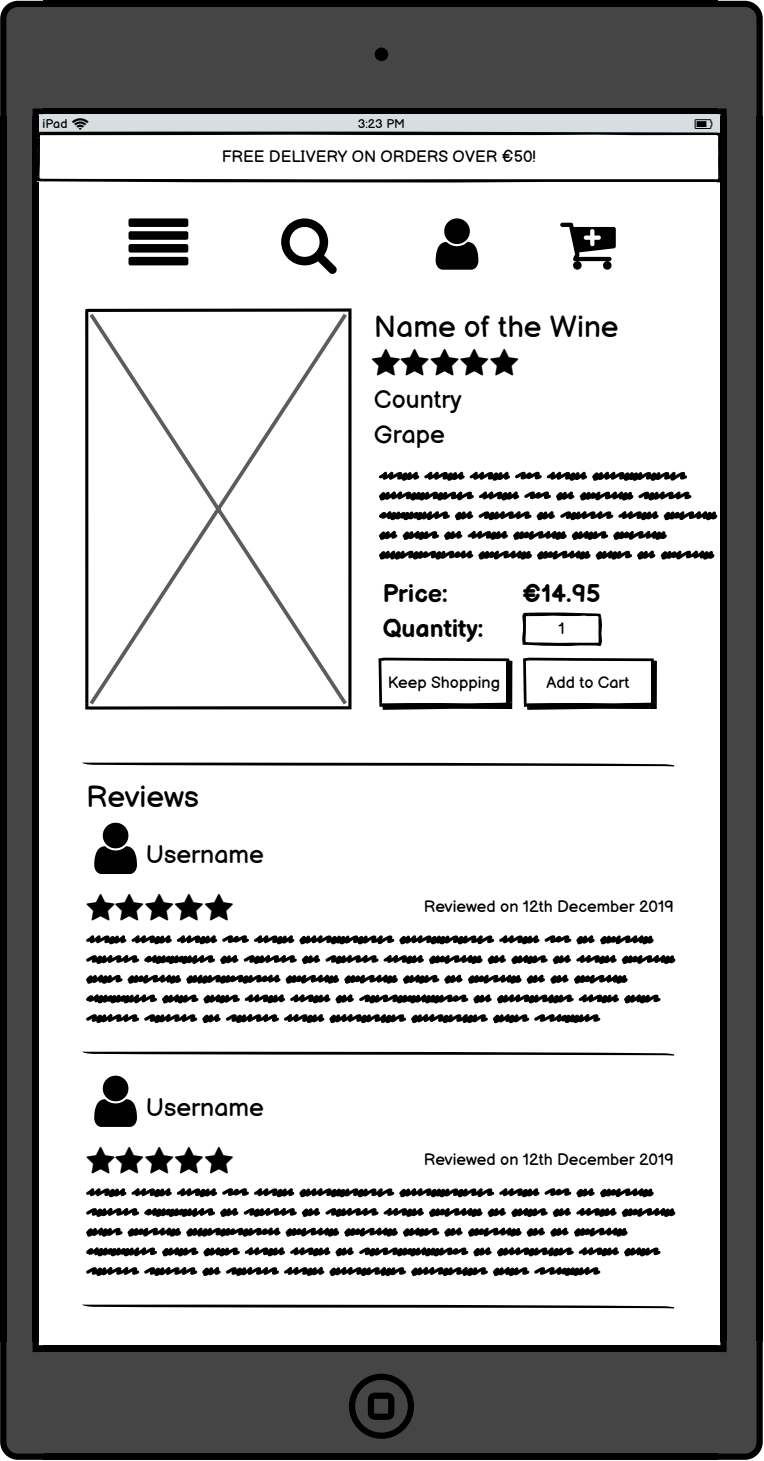 iPad 3:23 PM
FREE DELIVERY ON ORDERS OVER €50!
Name of the Wine
Country
Grape
Price: €14.95
Quantity: 1
Keep Shopping Add to Cart
Reviews
Username
Reviewed on 12th December 2019
Username
Reviewed on 12th December 2019